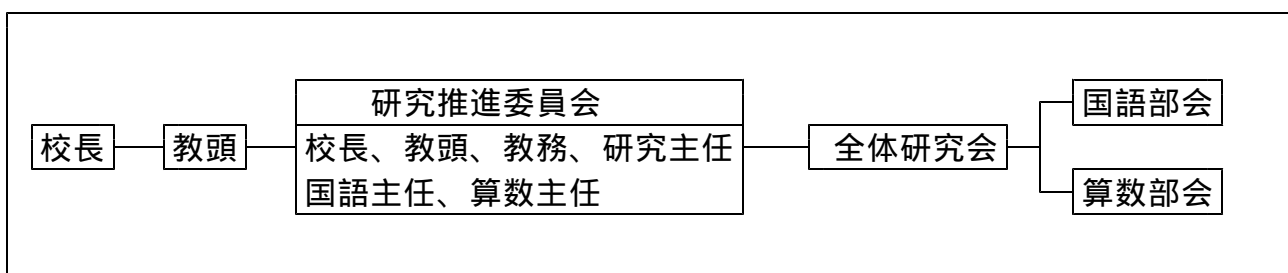 校長
教頭
研究推進委員会
校長、教頭、教務、研究主任
国語主任、算数主任
全体研究会
国語部会
算数部会